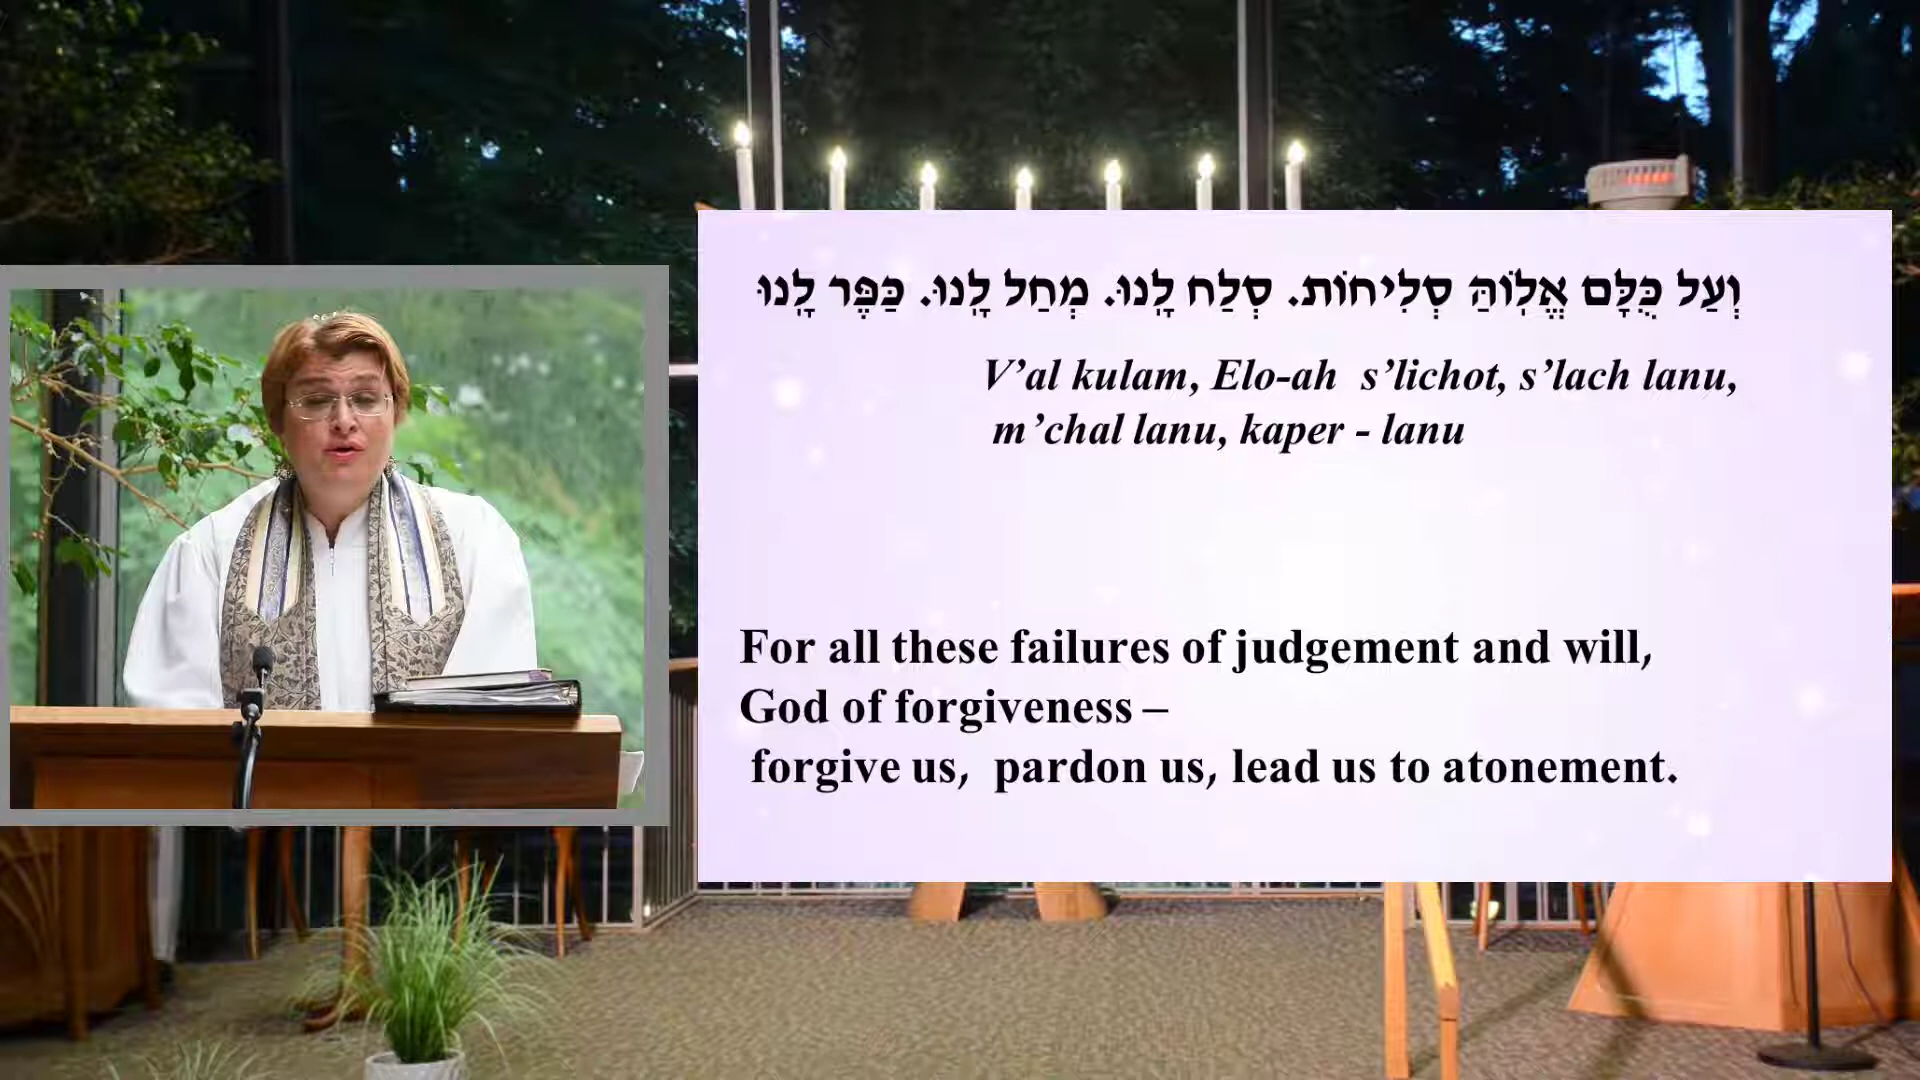 וְעַל כֻּלָּם אֱלֽוֹהַּ סְלִיחוֹת. סְלַח לָֽנוּ. מְחַל לָֽנוּ. כַּפֶּר לָֽנוּ
V’al kulam, Elo-ah s’lichot, s’lach lanu,
m’chal lanu, kaper - lanu
For all these failures of judgement and will,
God of forgiveness –
forgive us, pardon us, lead us to atonement.